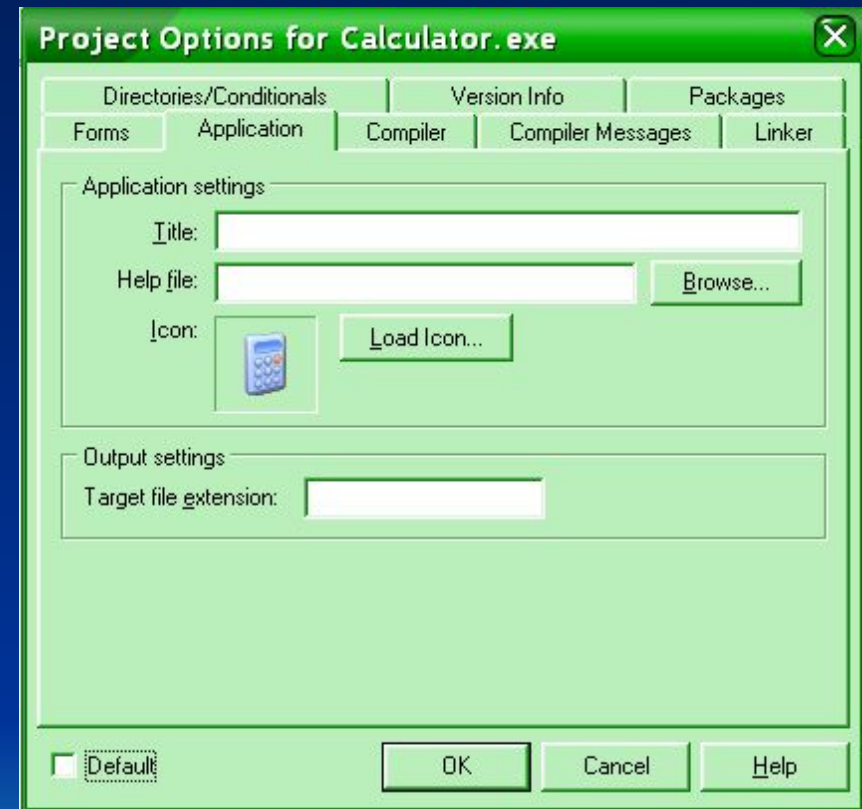 Project Options for Calculator.exe
Directories/Conditionals Version Info Packages
Forms Application Compiler Compiler Messages Linker
Application settings
Title:
Help file: Browse...
Icon: Load Icon...
Output settings
Target file extension:
Default OK Cancel Help